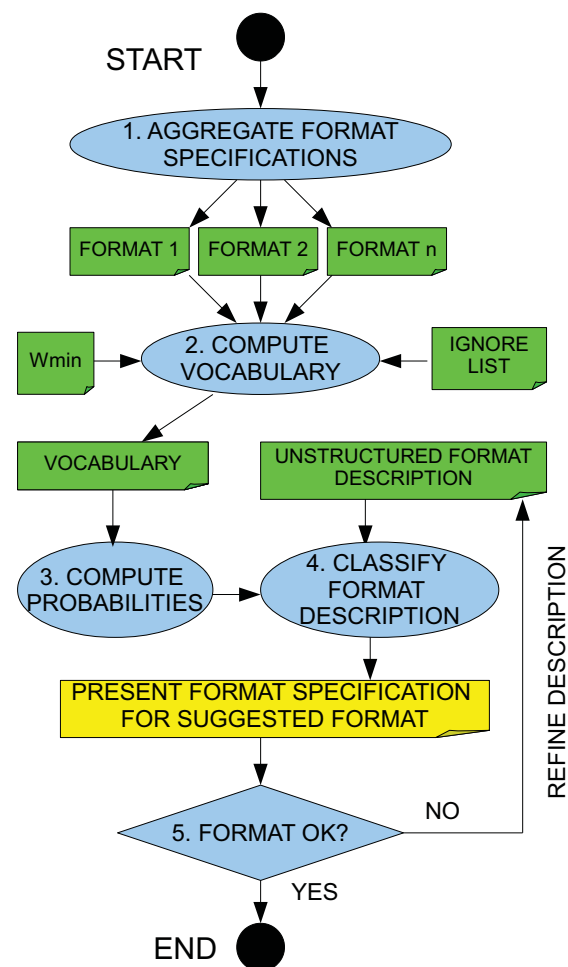 START
1. AGGREGATE FORMAT
SPECIFICATIONS
FORMAT 1
FORMAT 2
FORMAT n
Wmin
2. COMPUTE
VOCABULARY
IGNORE
LIST
VOCABULARY
UNSTRUCTURED FORMAT
DESCRIPTION
3. COMPUTE
PROBABILITIES
4. CLASSIFY
FORMAT
DESCRIPTION
PRESENT FORMAT SPECIFICATION
FOR SUGGESTED FORMAT
REFINE DESCRIPTION
5. FORMAT OK?
NO
YES
END